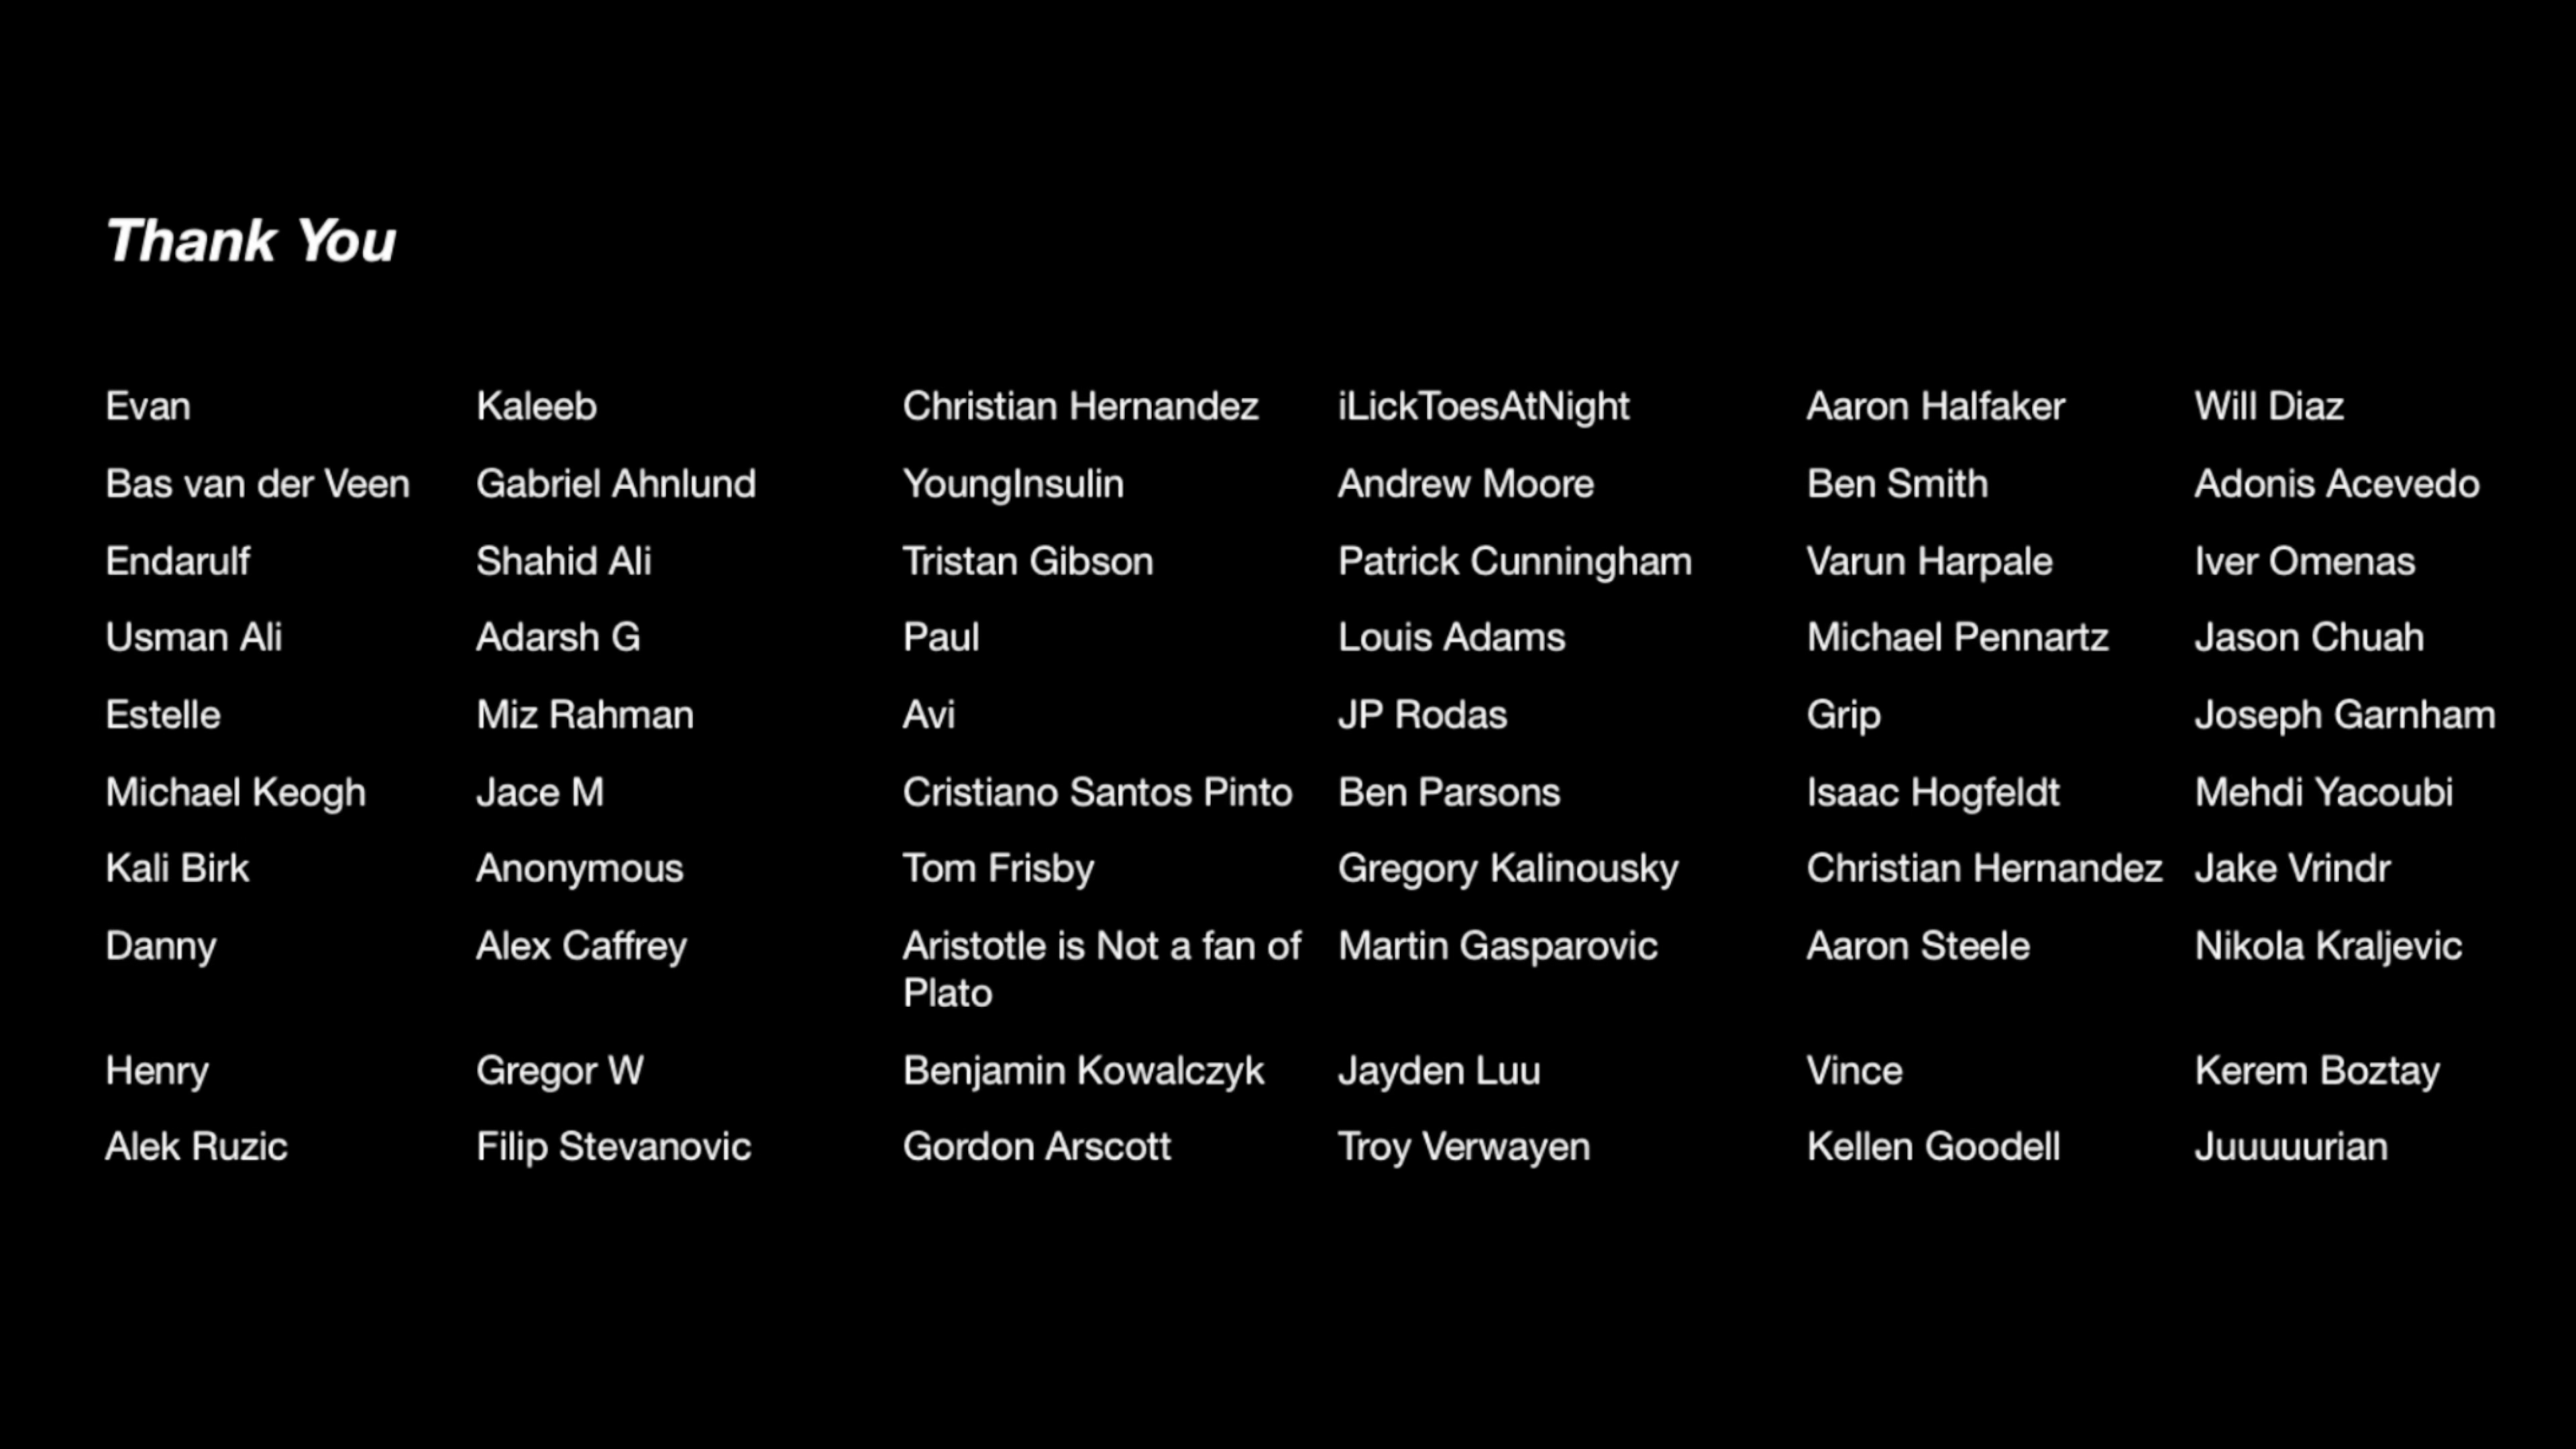 Thank You
Evan Kaleeb Christian Hernandez iLickToesAtNight Aaron Halfaker Will Diaz
Bas van der Veen Gabriel Ahnlund YoungInsulin Andrew Moore Ben Smith Adonis Acevedo
Endarulf Shahid Ali Tristan Gibson Patrick Cunningham Varun Harpale Iver Omenas
Usman Ali Adarsh G Paul Louis Adams Michael Pennartz Jason Chuah
Estelle Miz Rahman Avi JP Rodas Grip Joseph Garnham
Michael Keogh Jace M Cristiano Santos Pinto Ben Parsons Isaac Hogfeldt Mehdi Yacoubi
Kali Birk Anonymous Tom Frisby Gregory Kalinousky Christian Hernandez Jake Vrindr
Danny Alex Caffrey Aristotle is Not a fan of Martin Gasparovic Aaron Steele Nikola Kraljevic
Plato
Henry Gregor W Benjamin Kowalczyk Jayden Luu Vince Kerem Boztay
Alek Ruzic Filip Stevanovic Gordon Arscott Troy Verwayen Kellen Goodell Juuuuurian